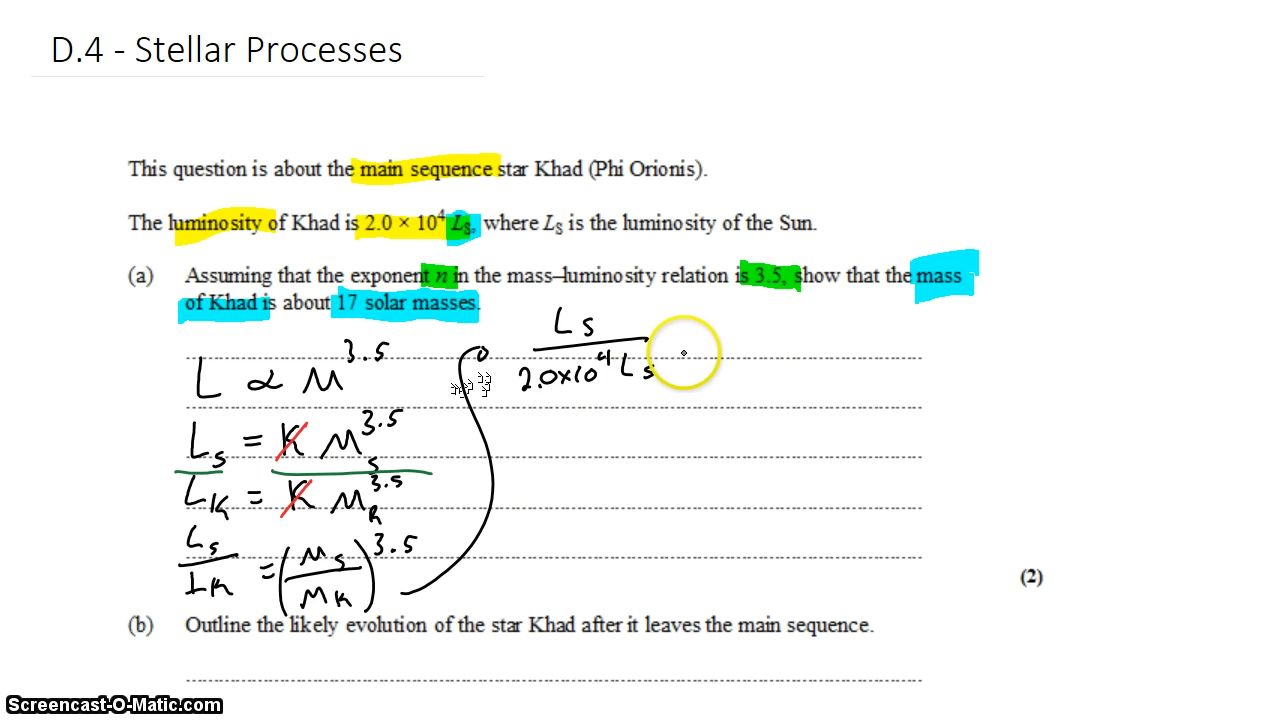 D.4 - Stellar Processes
This question is about the main sequence star Khad (Phi Orionis).
The luminosity of Khad is 2.0 × 10⁴ Lₛ, where Lₛ is the luminosity of the Sun.
(a) Assuming that the exponent n in the mass–luminosity relation is 3.5, show that the mass
of Khad is about 17 solar masses.
L ∝ M^3.5
L_S = K M_S^3.5
L_K = K M_K^3.5
L_S / L_K = (M_S / M_K)^3.5
L_S / 2.0×10⁴ L_S
(2)
(b) Outline the likely evolution of the star Khad after it leaves the main sequence.
Screencast-O-Matic.com